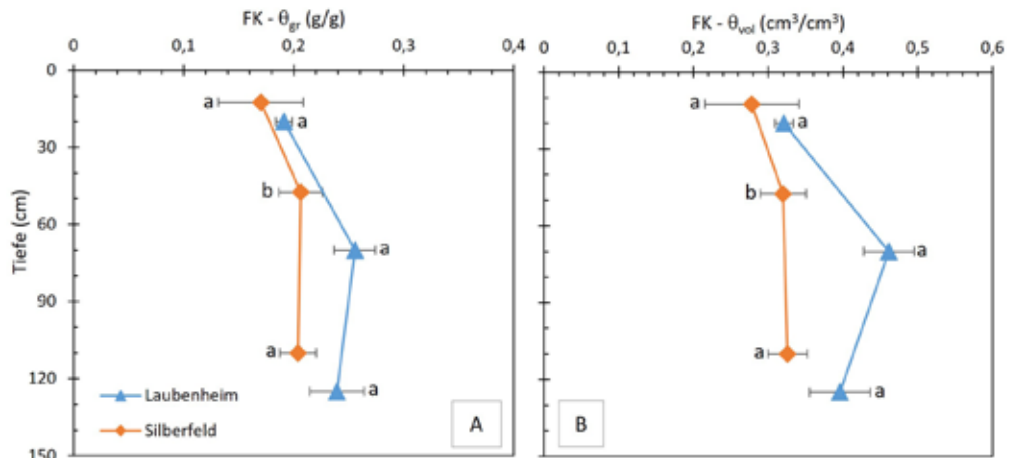 FK - θgr (g/g)
0 0,1 0,2 0,3 0,4
FK - θvol (cm³/cm³)
0 0,1 0,2 0,3 0,4 0,5 0,6
Tiefe (cm)
0
30
60
90
120
150
a
a
b
a
a
a
Laubenheim
Silberfeld
A
a
a
b
a
a
a
B